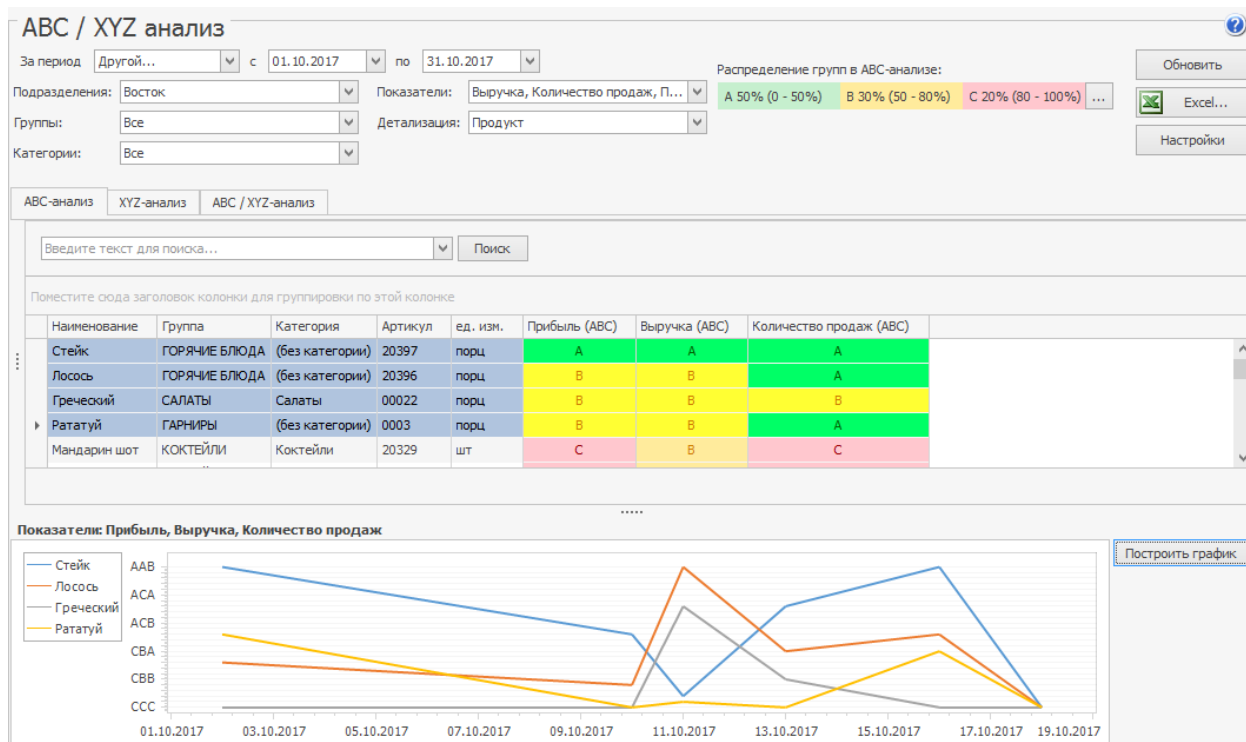 ABC / XYZ анализ
За период Другой... с 01.10.2017 по 31.10.2017
Подразделения: Восток Показатели: Выручка, Количество продаж, П...
Группы: Все Детализация: Продукт
Категории: Все
Распределение групп в ABC-анализе:
A 50% (0 - 50%) B 30% (50 - 80%) C 20% (80 - 100%) ...
Обновить
Excel...
Настройки
ABC-анализ XYZ-анализ ABC / XYZ-анализ
Введите текст для поиска... Поиск
Поместите сюда заголовок колонки для группировки по этой колонке
Наименование Группа Категория Артикул ед. изм. Прибыль (ABC) Выручка (ABC) Количество продаж (ABC)
Стейк ГОРЯЧИЕ БЛЮДА (без категории) 20397 порц A A A
Лосось ГОРЯЧИЕ БЛЮДА (без категории) 20396 порц B B A
Греческий САЛАТЫ Салаты 00022 порц B B B
Рататуй ГАРНИРЫ (без категории) 0003 порц B B A
Мандарин шот КОКТЕЙЛИ Коктейли 20329 шт C B C
Показатели: Прибыль, Выручка, Количество продаж
Построить график
Стейк
Лосось
Греческий
Рататуй
AAB
ACA
ACB
CBA
CBB
CCC
01.10.2017 03.10.2017 05.10.2017 07.10.2017 09.10.2017 11.10.2017 13.10.2017 15.10.2017 17.10.2017 19.10.2017